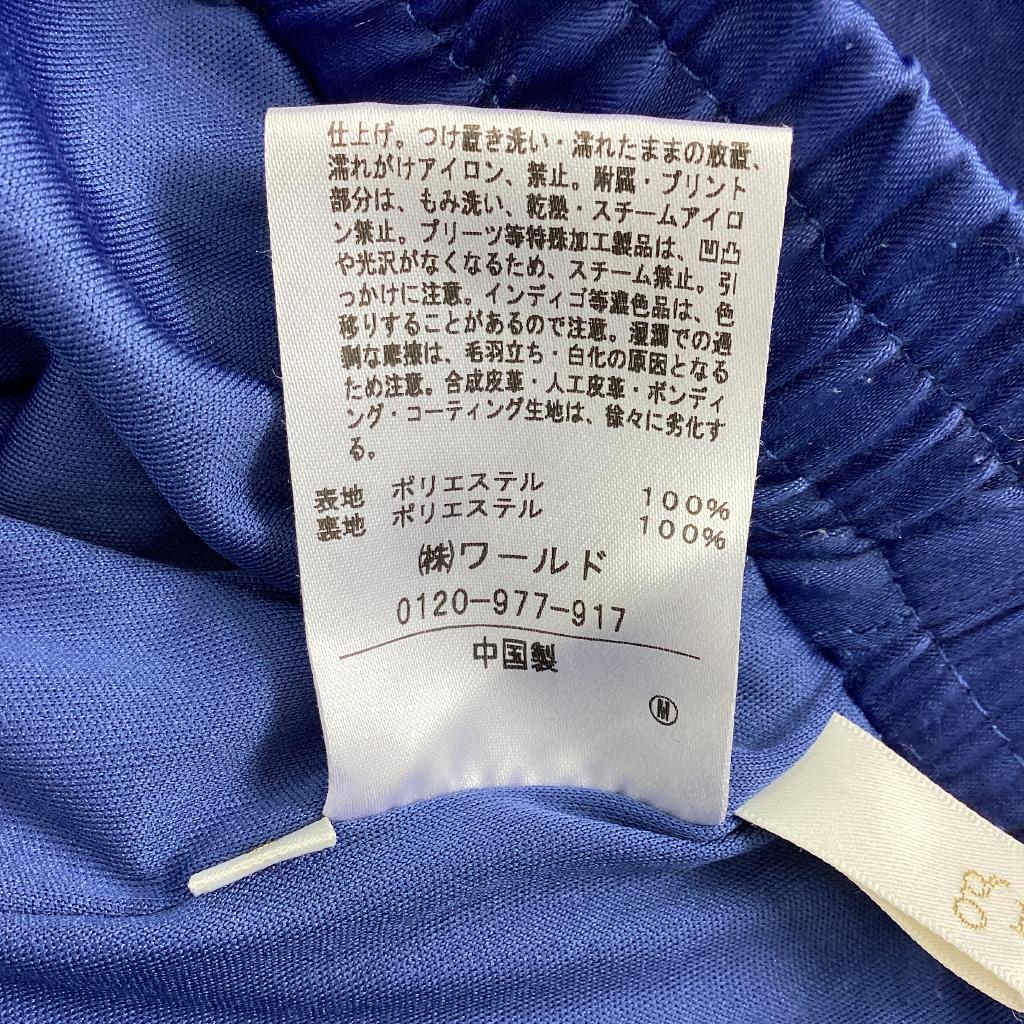 仕上げ。つけ置き洗い・濡れたままの放置、
濡れがけアイロン、禁止。附属・プリント
部分は、もみ洗い、乾燥・スチームアイロ
ン禁止。プリーツ等特殊加工製品は、凹凸
や光沢がなくなるため、スチーム禁止。引
っかけに注意。インディゴ等濃色品は、色
移りすることがあるので注意。湿潤での過
剰な摩擦は、毛羽立ち・白化の原因となる
ため注意。合成皮革・人工皮革・ボンディ
ング・コーティング生地は、徐々に劣化す
る。
表地 ポリエステル 100%
裏地 ポリエステル 100%
㈱ワールド
0120-977-917
中国製
Ⓜ
g